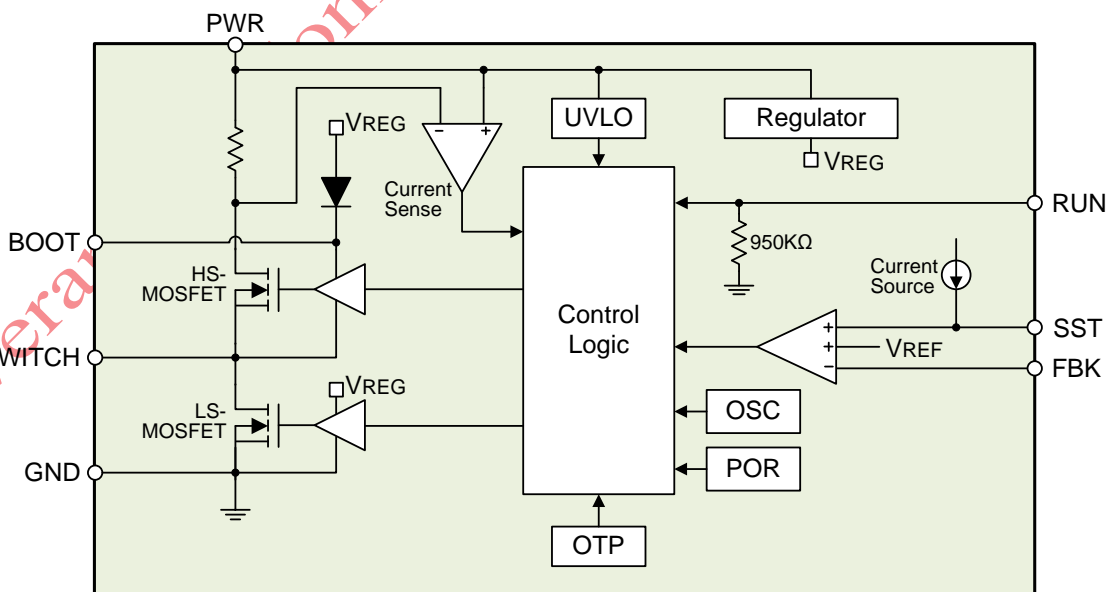 PWR
VREG
UVLO
Regulator
VREG
Current
Sense
RUN
BOOT
950KΩ
HS-
MOSFET
Current
Source
Control
Logic
SST
VREF
WITCH
FBK
VREG
LS-
MOSFET
OSC
GND
POR
OTP
- +
+
+
−